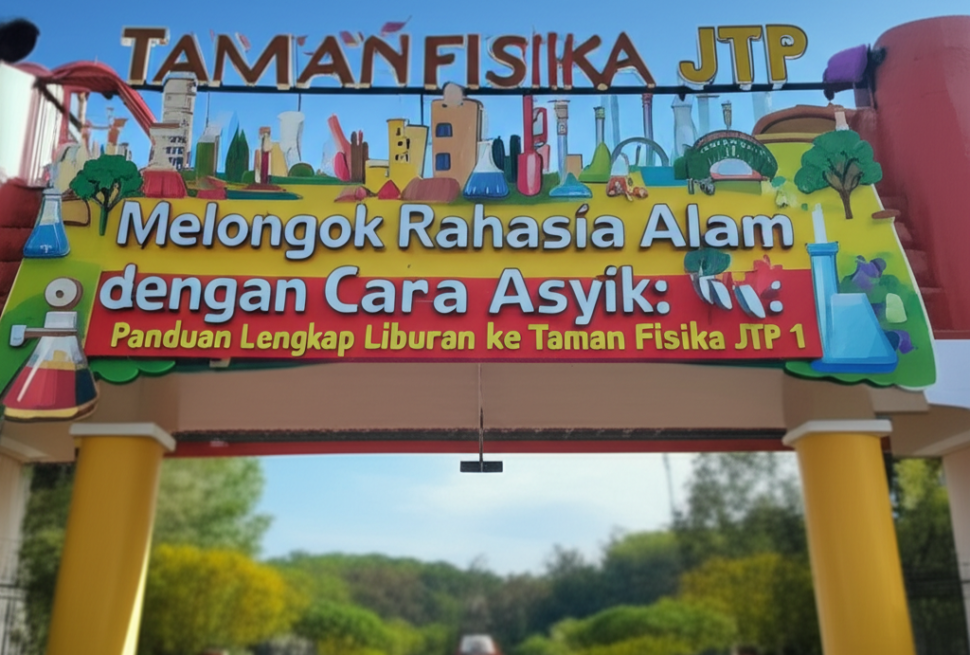 TAMAN FISIKA JTP
Melongok Rahasia Alam
dengan Cara Asyik:
Panduan Lengkap Liburan ke Taman Fisika JTP 1